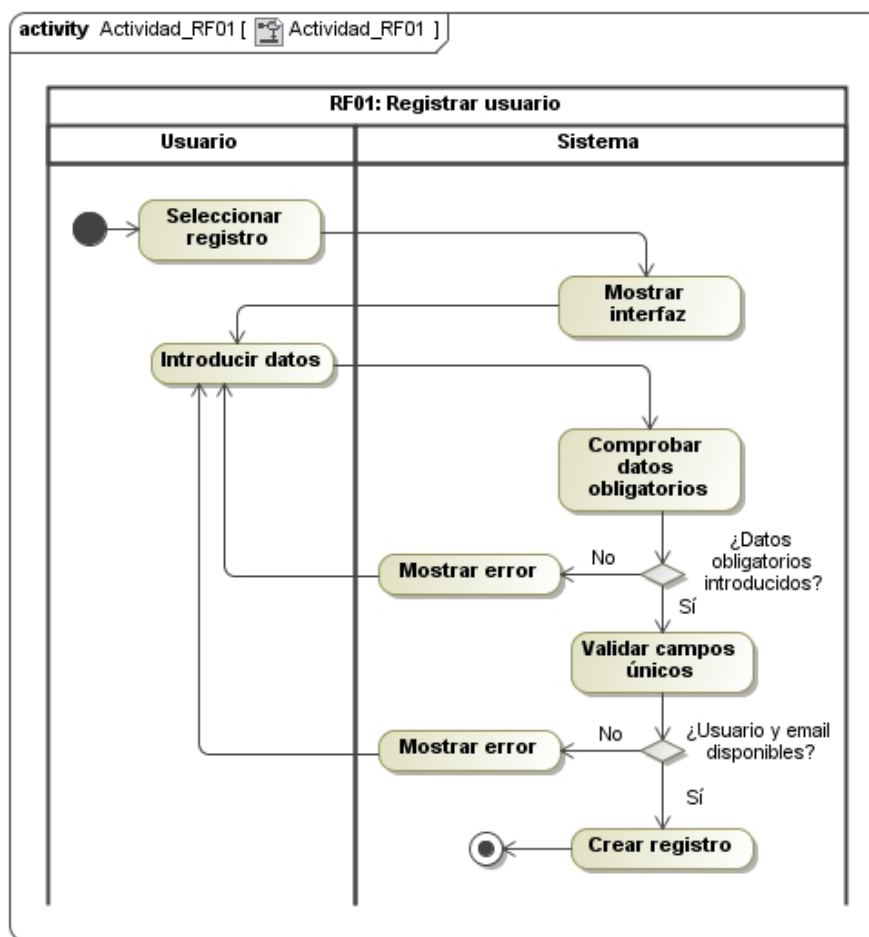 activity Actividad_RF01 [ Actividad_RF01 ]
RF01: Registrar usuario
Usuario
Sistema
Seleccionar
registro
Mostrar
interfaz
Introducir datos
Comprobar
datos
obligatorios
¿Datos
obligatorios
introducidos?
No
Mostrar error
Sí
Validar campos
únicos
¿Usuario y email
disponibles?
No
Mostrar error
Sí
Crear registro